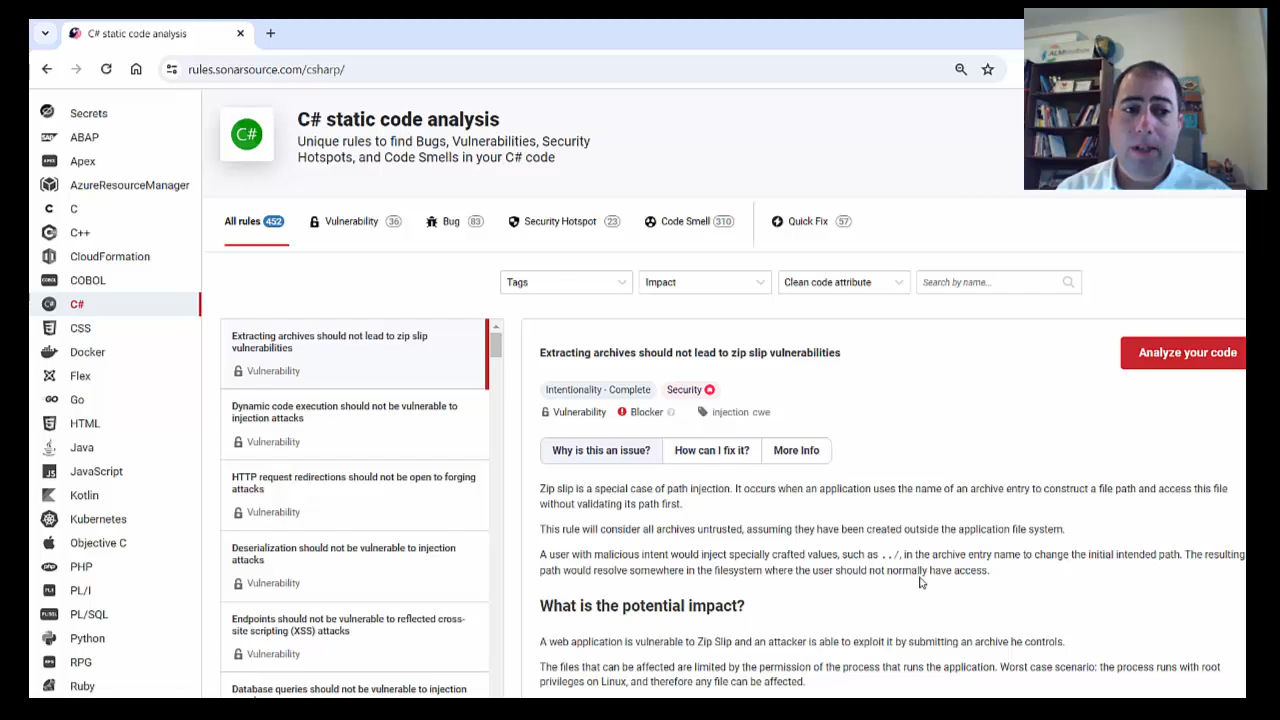 C# static code analysis
rules.sonarsource.com/csharp/
Secrets
ABAP
Apex
AzureResourceManager
C
C++
CloudFormation
COBOL
C#
CSS
Docker
Flex
Go
HTML
Java
JavaScript
Kotlin
Kubernetes
Objective C
PHP
PL/I
PL/SQL
Python
RPG
Ruby
C#
C# static code analysis
Unique rules to find Bugs, Vulnerabilities, Security
Hotspots, and Code Smells in your C# code
All rules 452 Vulnerability 36 Bug 83 Security Hotspot 23 Code Smell 310 Quick Fix 57
Tags Impact Clean code attribute Search by name...
Extracting archives should not lead to zip slip
vulnerabilities
Vulnerability
Dynamic code execution should not be vulnerable to
injection attacks
Vulnerability
HTTP request redirections should not be open to forging
attacks
Vulnerability
Deserialization should not be vulnerable to injection
attacks
Vulnerability
Endpoints should not be vulnerable to reflected cross-
site scripting (XSS) attacks
Vulnerability
Database queries should not be vulnerable to injection
Extracting archives should not lead to zip slip vulnerabilities
Analyze your code
Intentionality - Complete Security
Vulnerability Blocker injection cwe
Why is this an issue? How can I fix it? More Info
Zip slip is a special case of path injection. It occurs when an application uses the name of an archive entry to construct a file path and access this file
without validating its path first.
This rule will consider all archives untrusted, assuming they have been created outside the application file system.
A user with malicious intent would inject specially crafted values, such as ../, in the archive entry name to change the initial intended path. The resulting
path would resolve somewhere in the filesystem where the user should not normally have access.
What is the potential impact?
A web application is vulnerable to Zip Slip and an attacker is able to exploit it by submitting an archive he controls.
The files that can be affected are limited by the permission of the process that runs the application. Worst case scenario: the process runs with root
privileges on Linux, and therefore any file can be affected.